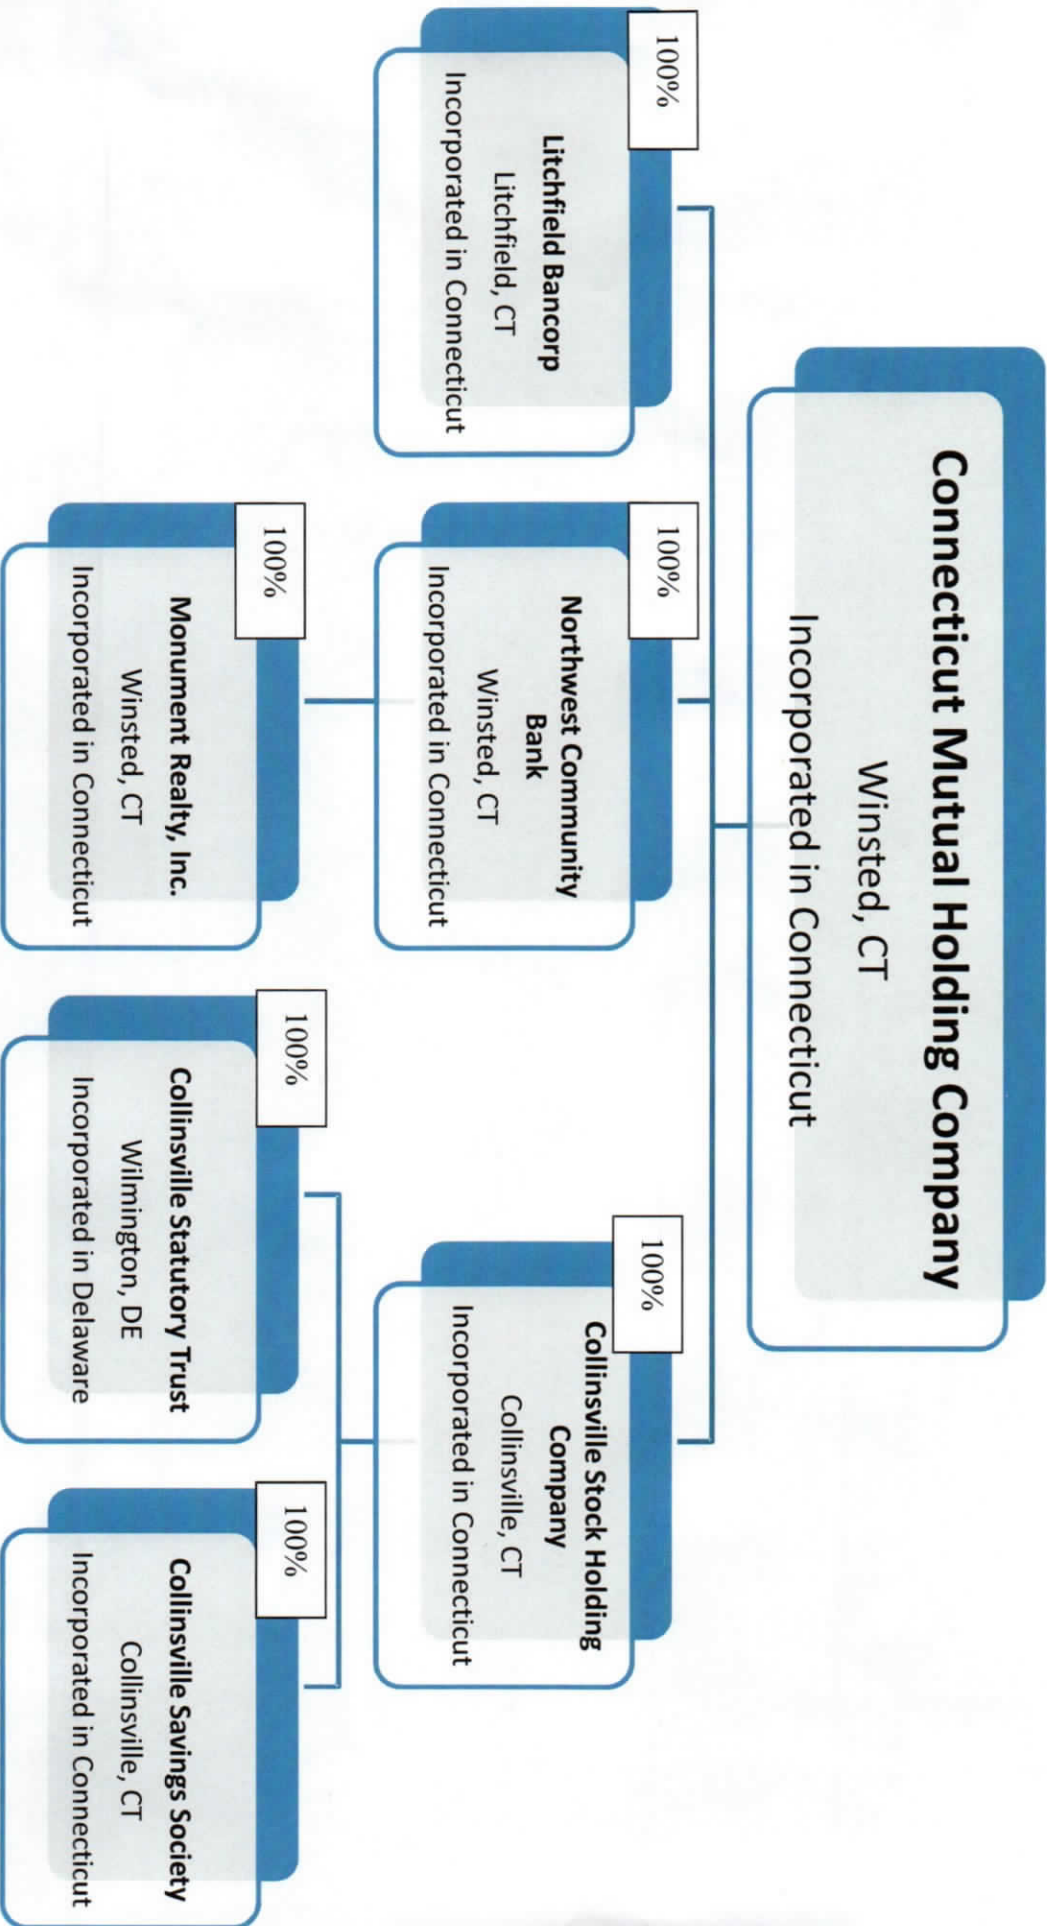 Connecticut Mutual Holding Company
Winsted, CT
Incorporated in Connecticut
100%
Litchfield Bancorp
Litchfield, CT
Incorporated in Connecticut
100%
Northwest Community
Bank
Winsted, CT
Incorporated in Connecticut
100%
Collinsville Stock Holding
Company
Collinsville, CT
Incorporated in Connecticut
100%
Monument Realty, Inc.
Winsted, CT
Incorporated in Connecticut
100%
Collinsville Statutory Trust
Wilmington, DE
Incorporated in Delaware
100%
Collinsville Savings Society
Collinsville, CT
Incorporated in Connecticut